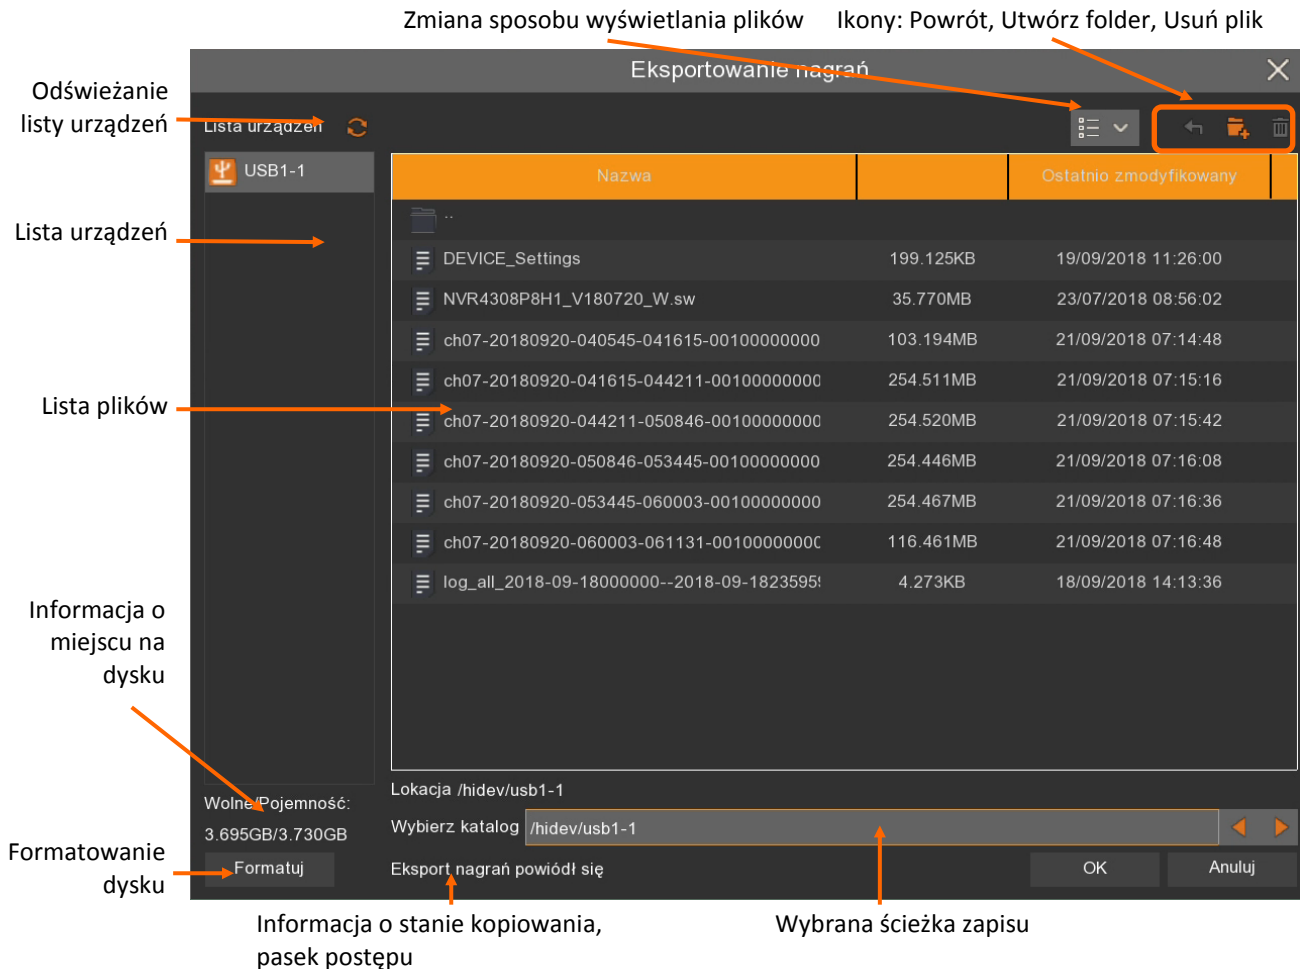 Zmiana sposobu wyświetlania plików
Ikony: Powrót, Utwórz folder, Usuń plik
Eksportowanie nagrań
Odświeżanie
listy urządzeń
Lista urządzeń
USB1-1
Nazwa
Ostatnio zmodyfikowany
..
Lista urządzeń
DEVICE_Settings 199.125KB 19/09/2018 11:26:00
NVR4308P8H1_V180720_W.sw 35.770MB 23/07/2018 08:56:02
ch07-20180920-040545-041615-00100000000 103.194MB 21/09/2018 07:14:48
ch07-20180920-041615-044211-00100000000 254.511MB 21/09/2018 07:15:16
Lista plików
ch07-20180920-044211-050846-00100000000 254.520MB 21/09/2018 07:15:42
ch07-20180920-050846-053445-00100000000 254.446MB 21/09/2018 07:16:08
ch07-20180920-053445-060003-00100000000 254.467MB 21/09/2018 07:16:36
ch07-20180920-060003-061131-00100000000 116.461MB 21/09/2018 07:16:48
log_all_2018-09-18000000--2018-09-18235959 4.273KB 18/09/2018 14:13:36
Informacja o
miejscu na
dysku
Lokacja /hidev/usb1-1
Wolne/Pojemność:
3.695GB/3.730GB
Wybierz katalog /hidev/usb1-1
Formatowanie
dysku
Formatuj
Eksport nagrań powiódł się
OK
Anuluj
Informacja o stanie kopiowania,
pasek postępu
Wybrana ścieżka zapisu